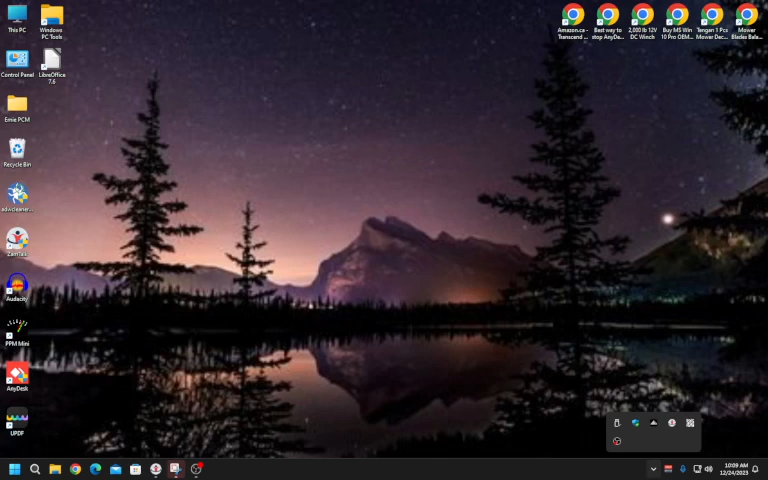 This PC
Windows
PC Tools
Amazon.ca -
Transcend ...
Best way to
stop AnyDe...
2,000 lb 12V
DC Winch
Buy MS Win
10 Pro OEM...
Tengan 1 Pcs
Mower Dec...
Mower
Blades Bala...
Control Panel
LibreOffice
7.6
Ernie PCM
Recycle Bin
adwcleaner...
ZamTalk
Audacity
PPM Mini
AnyDesk
UPDF
10:09 AM
12/24/2023